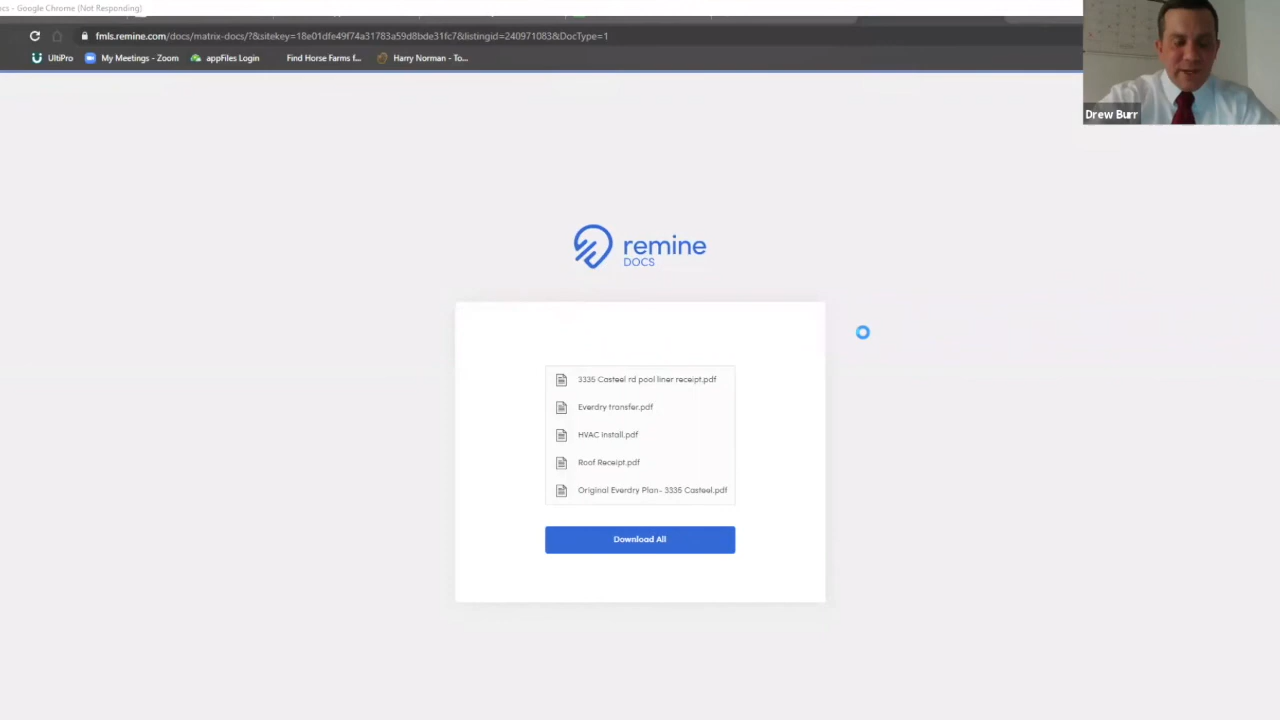 ocs - Google Chrome (Not Responding)
fmls.remine.com/docs/matrix-docs/?&sitekey=18e01dfe49f74a31783a59d8bde31fc7&listingid=240971083&DocType=1
UltiPro My Meetings - Zoom appFiles Login Find Horse Farms f... Harry Norman - To...
Drew Burr
remine
DOCS
3335 Casteel rd pool liner receipt.pdf
Everdry transfer.pdf
HVAC install.pdf
Roof Receipt.pdf
Original Everdry Plan- 3335 Casteel.pdf
Download All